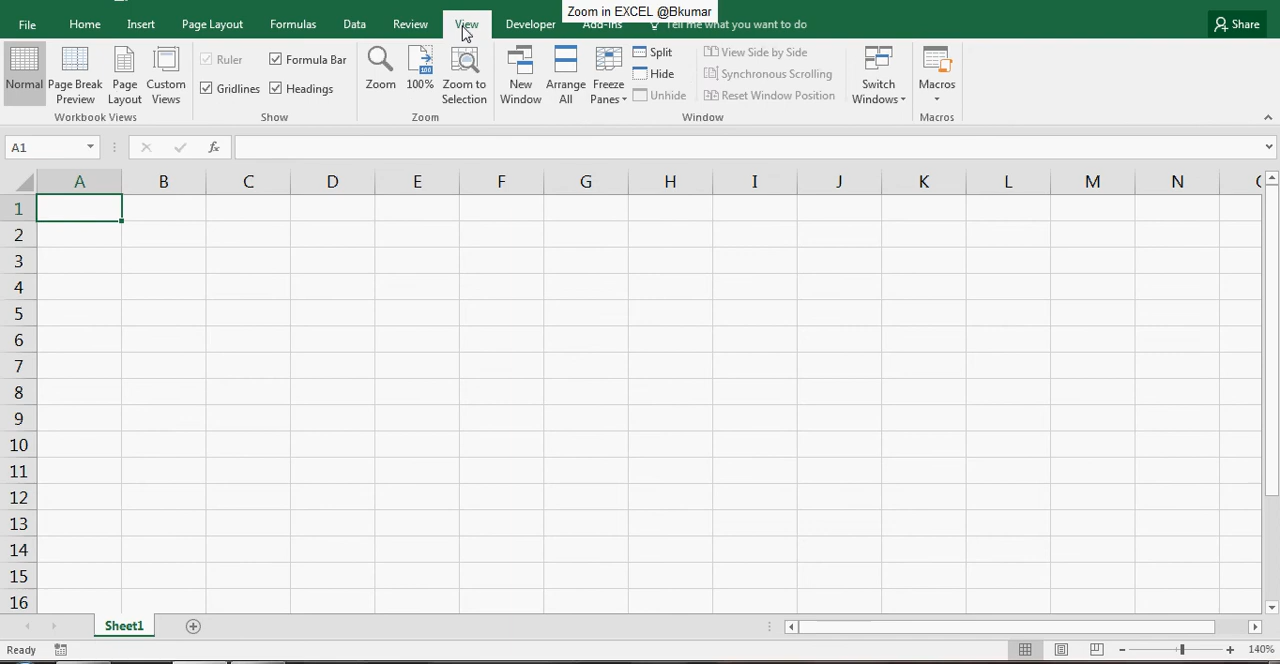 Zoom in EXCEL @Bkumar
File Home Insert Page Layout Formulas Data Review View Developer Add-ins Tell me what you want to do Share
Normal Page Break Preview Page Layout Custom Views
Workbook Views
Ruler Formula Bar
Gridlines Headings
Show
Zoom 100% Zoom to Selection
Zoom
New Window Arrange All Freeze Panes
Split
Hide
Unhide
View Side by Side
Synchronous Scrolling
Reset Window Position
Switch Windows
Window
Macros
Macros
A1 fx
A B C D E F G H I J K L M N
1
2
3
4
5
6
7
8
9
10
11
12
13
14
15
16
Sheet1
Ready 140%